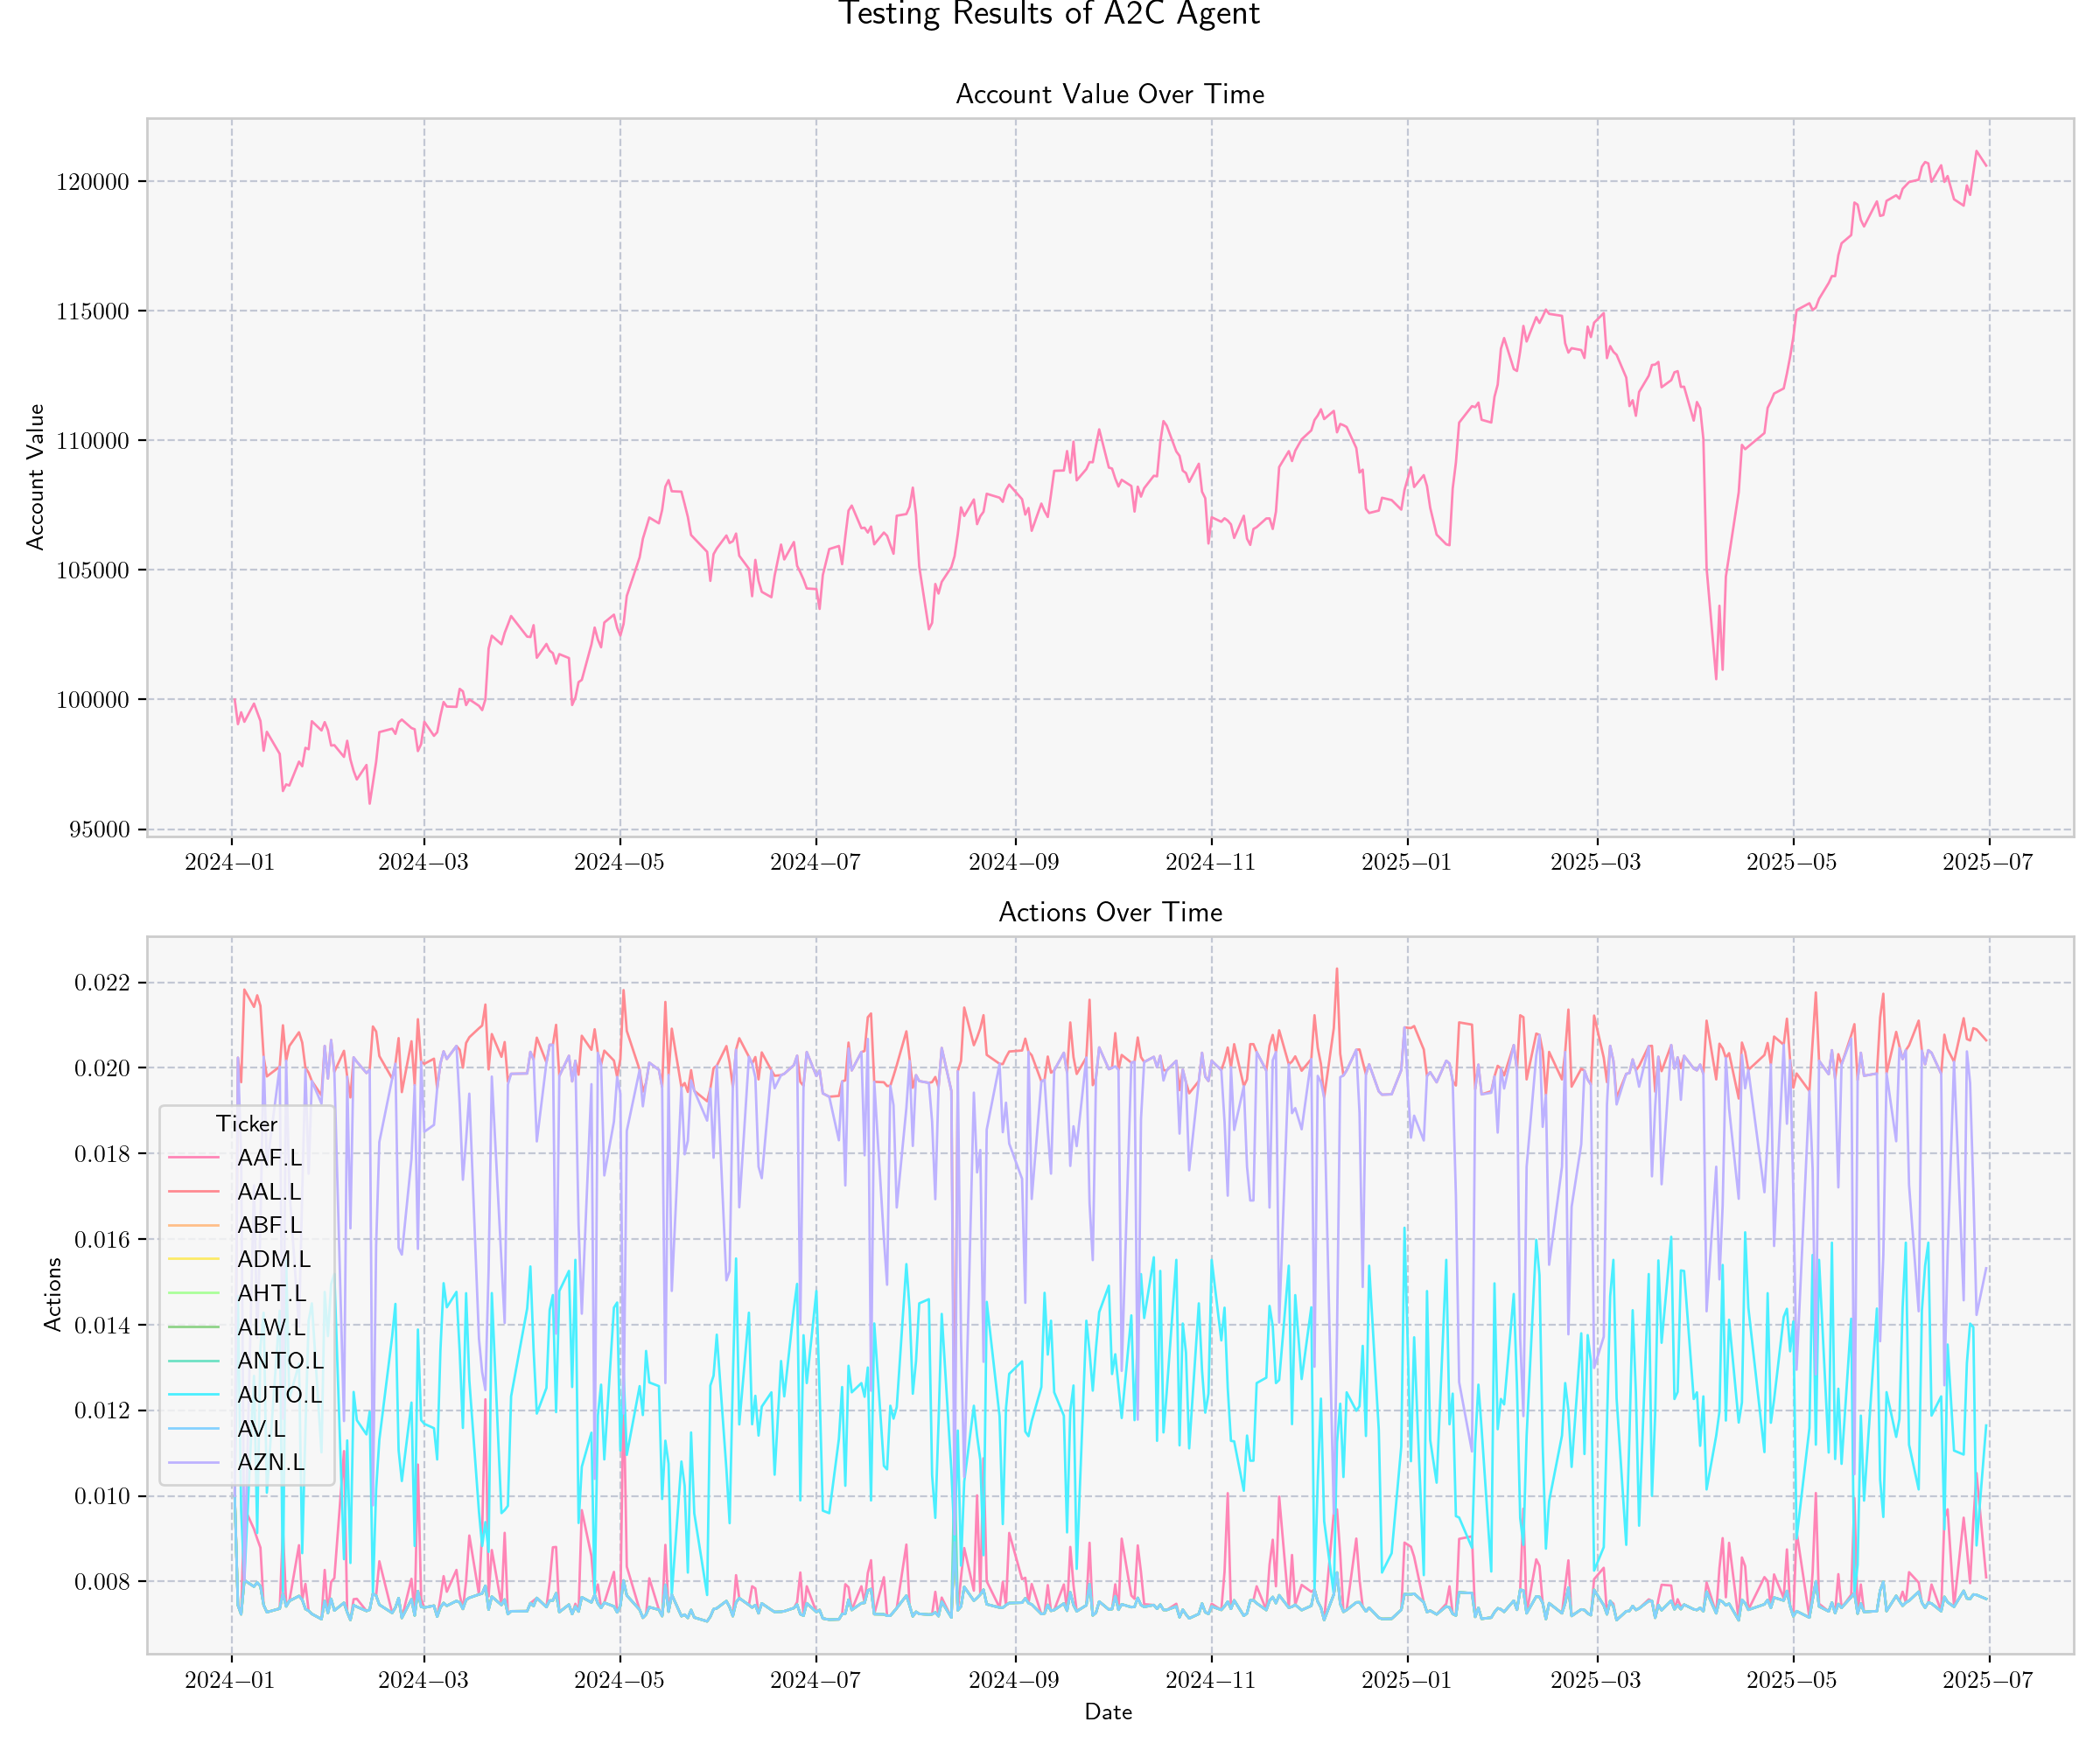 Testing Results of A2C Agent
Account Value Over Time
Account Value
120000
115000
110000
105000
100000
95000
2024−01 2024−03 2024−05 2024−07 2024−09 2024−11 2025−01 2025−03 2025−05 2025−07
Actions Over Time
Actions
0.022
0.020
0.018
0.016
0.014
0.012
0.010
0.008
Ticker
AAF.L
AAL.L
ABF.L
ADM.L
AHT.L
ALW.L
ANTO.L
AUTO.L
AV.L
AZN.L
2024−01 2024−03 2024−05 2024−07 2024−09 2024−11 2025−01 2025−03 2025−05 2025−07
Date